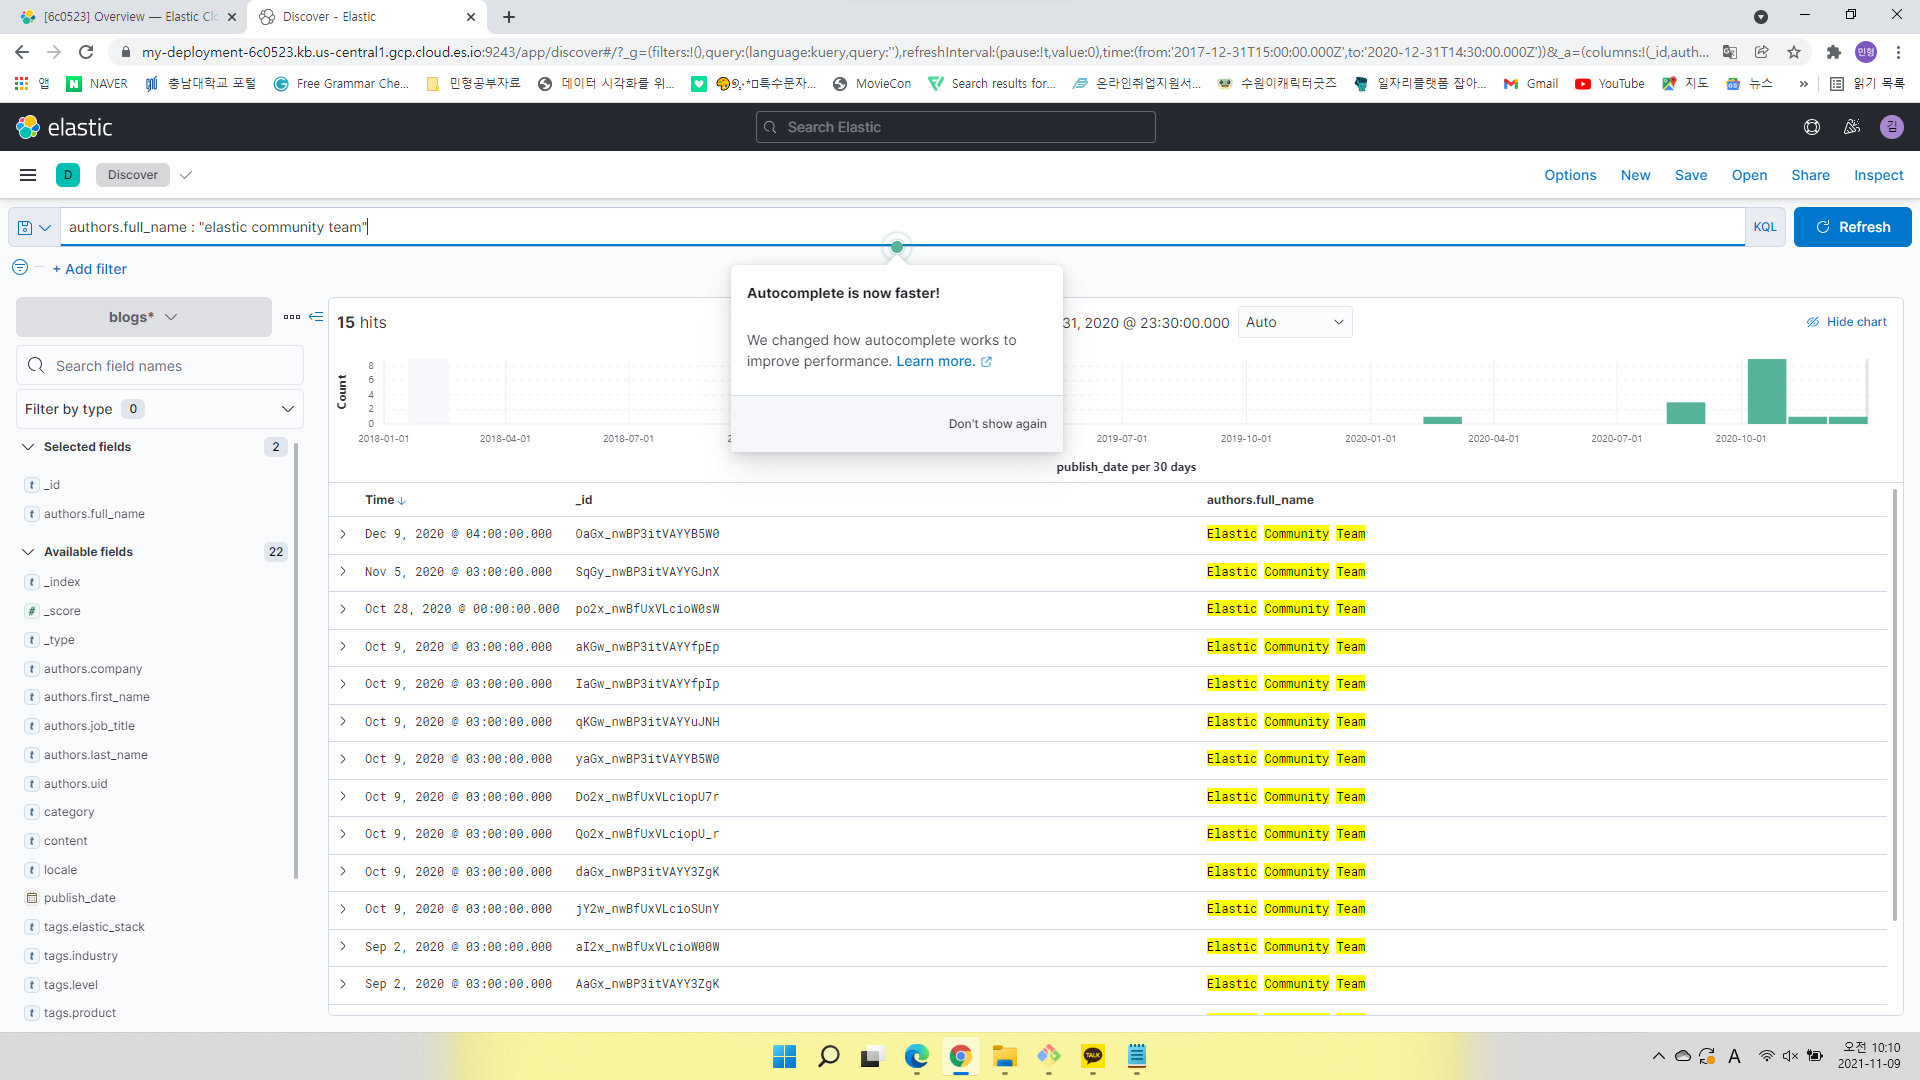 [6c0523] Overview — Elastic Clo
Discover - Elastic
my-deployment-6c0523.kb.us-central1.gcp.cloud.es.io:9243/app/discover#/?_g=(filters:!(),query:(language:kuery,query:''),refreshInterval:(pause:!t,value:0),time:(from:'2017-12-31T15:00:00.000Z',to:'2020-12-31T14:30:00.000Z'))&_a=(columns:!(_id,auth...
민형
앱
NAVER
충남대학교 포털
Free Grammar Che...
민형공부자료
데이터 시각화를 위...
MovieCon
Search results for...
온라인취업지원서...
수원이캐릭터굿즈
일자리플랫폼 잡아...
Gmail
YouTube
지도
뉴스
»
읽기 목록
elastic
Search Elastic
김
D
Discover
Options
New
Save
Open
Share
Inspect
authors.full_name : "elastic community team"
KQL
Refresh
+ Add filter
Autocomplete is now faster!
We changed how autocomplete works to
improve performance. Learn more.
Don't show again
blogs*
Search field names
Filter by type 0
Selected fields 2
t _id
t authors.full_name
Available fields 22
t _index
# _score
t _type
t authors.company
t authors.first_name
t authors.job_title
t authors.last_name
t authors.uid
t category
t content
t locale
publish_date
t tags.elastic_stack
t tags.industry
t tags.level
t tags.product
15 hits
31, 2020 @ 23:30:00.000
Auto
Hide chart
Count
8
6
4
2
0
2018-01-01
2018-04-01
2018-07-01
2019-07-01
2019-10-01
2020-01-01
2020-04-01
2020-07-01
2020-10-01
publish_date per 30 days
Time
_id
authors.full_name
Dec 9, 2020 @ 04:00:00.000 OaGx_nwBP3itVAYYB5W0 Elastic Community Team
Nov 5, 2020 @ 03:00:00.000 SqGy_nwBP3itVAYYGJnX Elastic Community Team
Oct 28, 2020 @ 00:00:00.000 po2x_nwBfUxVLcioW0sW Elastic Community Team
Oct 9, 2020 @ 03:00:00.000 aKGw_nwBP3itVAYYfpEp Elastic Community Team
Oct 9, 2020 @ 03:00:00.000 IaGw_nwBP3itVAYYfpIp Elastic Community Team
Oct 9, 2020 @ 03:00:00.000 qKGw_nwBP3itVAYYuJNH Elastic Community Team
Oct 9, 2020 @ 03:00:00.000 yaGx_nwBP3itVAYYB5W0 Elastic Community Team
Oct 9, 2020 @ 03:00:00.000 Do2x_nwBfUxVLciopU7r Elastic Community Team
Oct 9, 2020 @ 03:00:00.000 Qo2x_nwBfUxVLciopU_r Elastic Community Team
Oct 9, 2020 @ 03:00:00.000 daGx_nwBP3itVAYY3ZgK Elastic Community Team
Oct 9, 2020 @ 03:00:00.000 jY2w_nwBfUxVLcioSUnY Elastic Community Team
Sep 2, 2020 @ 03:00:00.000 aI2x_nwBfUxVLcioW00W Elastic Community Team
Sep 2, 2020 @ 03:00:00.000 AaGx_nwBP3itVAYY3ZgK Elastic Community Team
TALK
A
오전 10:10
2021-11-09